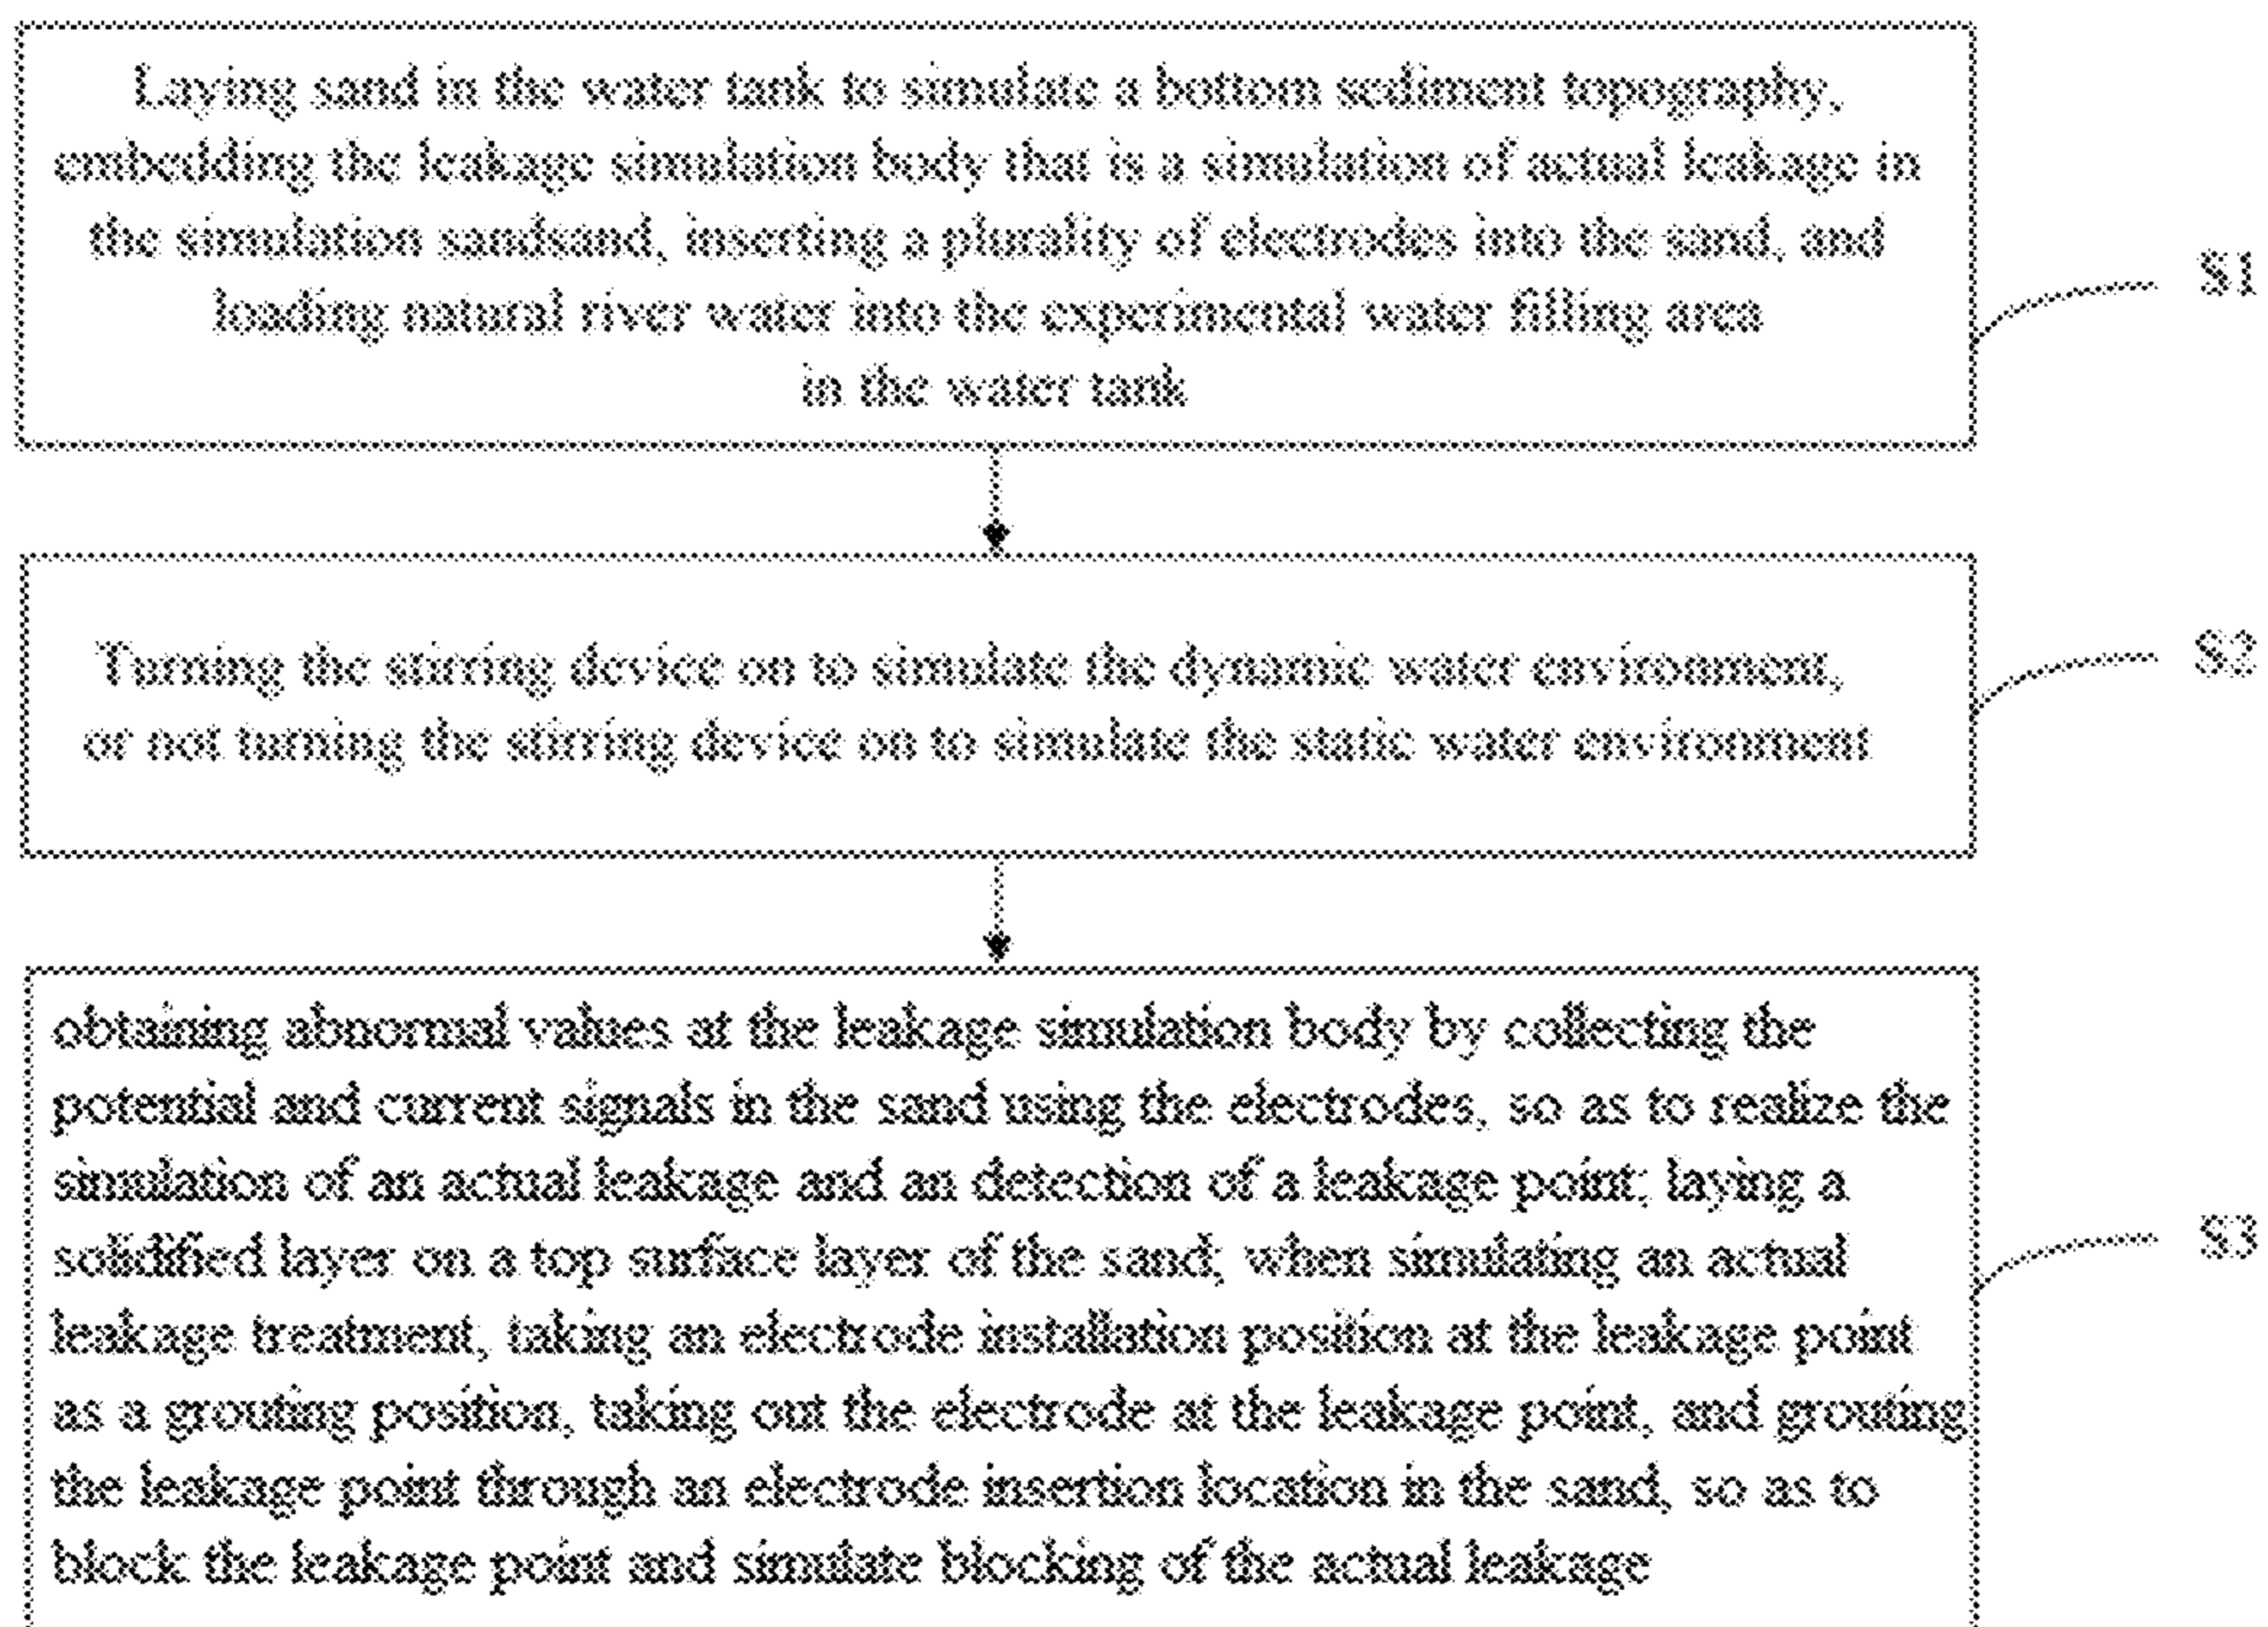 Laying sand in the water tank to simulate a bottom sediment topography,
embedding the leakage simulation body that is a simulation of actual leakage in
the simulation sandsand, inserting a plurality of electrodes into the sand, and
loading natural river water into the experimental water filling area
in the water tank
S1
Turning the stirring device on to simulate the dynamic water environment,
or not turning the stirring device on to simulate the static water environment
S2
obtaining abnormal values at the leakage simulation body by collecting the
potential and current signals in the sand using the electrodes, so as to realize the
simulation of an actual leakage and an detection of a leakage point; laying a
solidified layer on a top surface layer of the sand; when simulating an actual
leakage treatment, taking an electrode installation position at the leakage point
as a grouting position, taking out the electrode at the leakage point, and grouting
the leakage point through an electrode insertion location in the sand, so as to
block the leakage point and simulate blocking of the actual leakage
S3